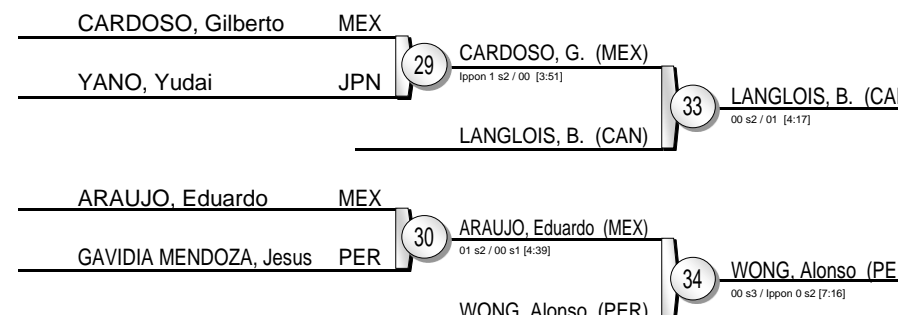 CARDOSO, Gilberto MEX
29
CARDOSO, G. (MEX)
Ippon 1 s2 / 00 [3:51]
YANO, Yudai JPN
33
LANGLOIS, B. (CA
00 s2 / 01 [4:17]
LANGLOIS, B. (CAN)
ARAUJO, Eduardo MEX
30
ARAUJO, Eduardo (MEX)
01 s2 / 00 s1 [4:39]
GAVIDIA MENDOZA, Jesus PER
34
WONG, Alonso (PE
00 s3 / Ippon 0 s2 [7:16]
WONG, Alonso (PER)